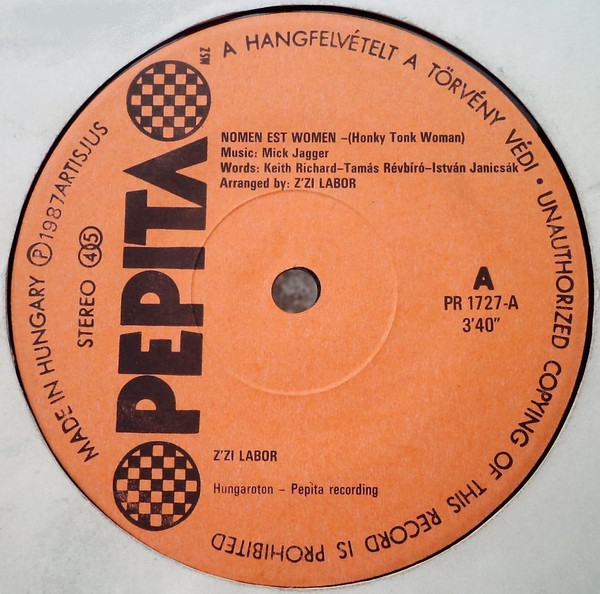 MSZ
A HANGFELVÉTELT A TÖRVÉNY VÉDI • UNAUTHORIZED COPYING OF THIS RECORD IS PROHIBITED
MADE IN HUNGARY Ⓟ 1987 ARTISJUS
STEREO 45
PEPITA
NOMEN EST WOMEN –(Honky Tonk Woman)
Music: Mick Jagger
Words: Keith Richard–Tamás Révbíró–István Janicsák
Arranged by: Z'ZI LABOR
A
PR 1727-A
3'40"
Z'ZI LABOR
Hungaroton – Pepita recording